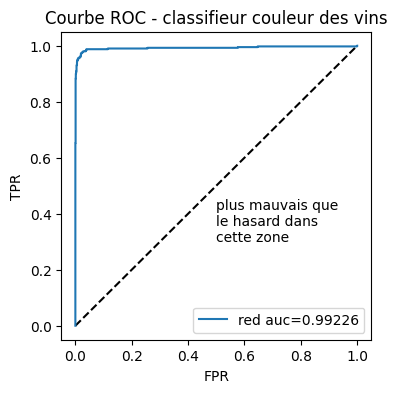 Courbe ROC - classifieur couleur des vins
1.0
0.8
0.6
0.4
0.2
0.0
TPR
plus mauvais que
le hasard dans
cette zone
red auc=0.99226
0.0 0.2 0.4 0.6 0.8 1.0
FPR